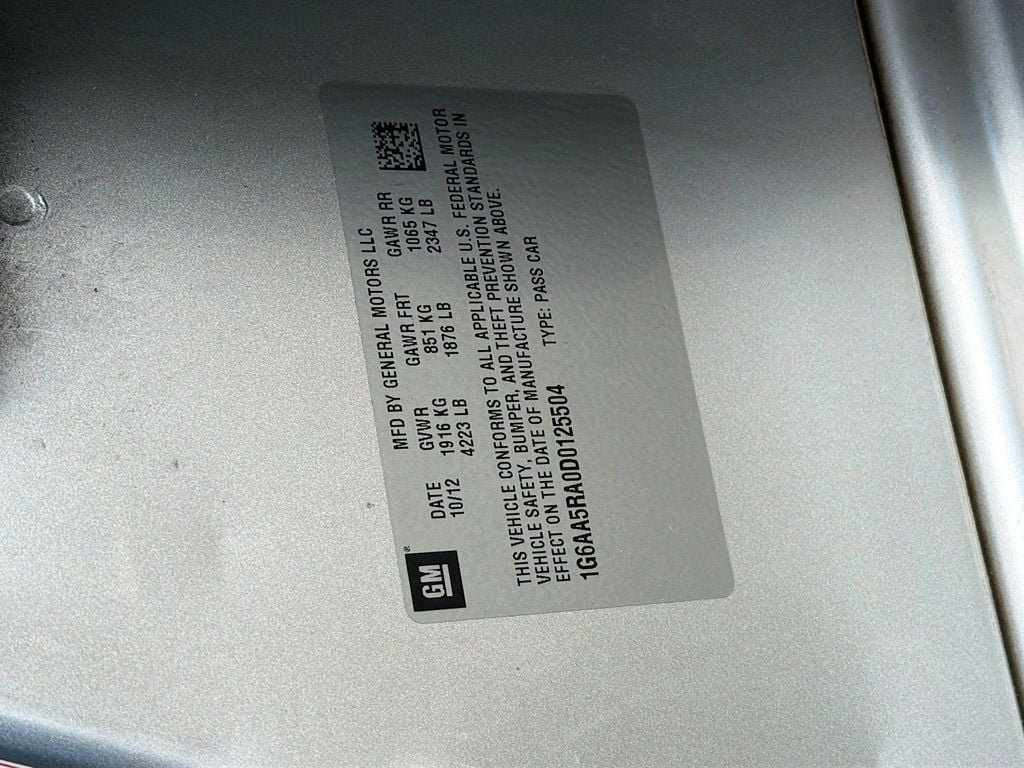 MFD BY GENERAL MOTORS LLC
DATE GVWR GAWR FRT GAWR RR
10/12 1916 KG 851 KG 1065 KG
4223 LB 1876 LB 2347 LB
GM®
THIS VEHICLE CONFORMS TO ALL APPLICABLE U.S. FEDERAL MOTOR
VEHICLE SAFETY, BUMPER, AND THEFT PREVENTION STANDARDS IN
EFFECT ON THE DATE OF MANUFACTURE SHOWN ABOVE.
1G6AA5RA0D0125504 TYPE: PASS CAR